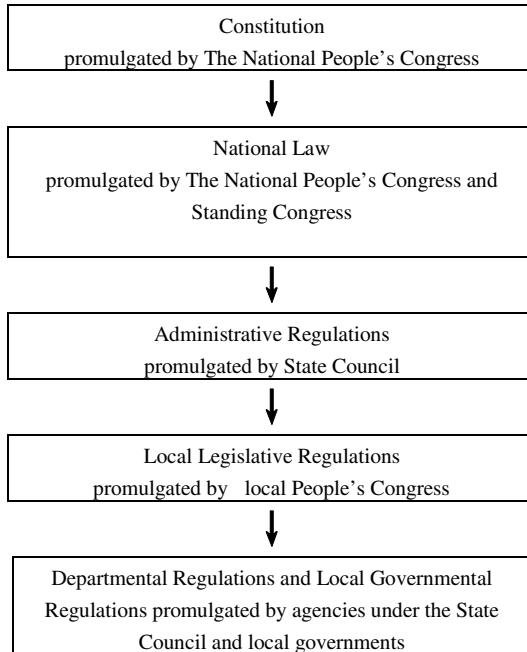 Constitution
promulgated by The National People's Congress
National Law
promulgated by The National People's Congress and
Standing Congress
Administrative Regulations
promulgated by State Council
Local Legislative Regulations
promulgated by local People's Congress
Departmental Regulations and Local Governmental
Regulations promulgated by agencies under the State
Council and local governments